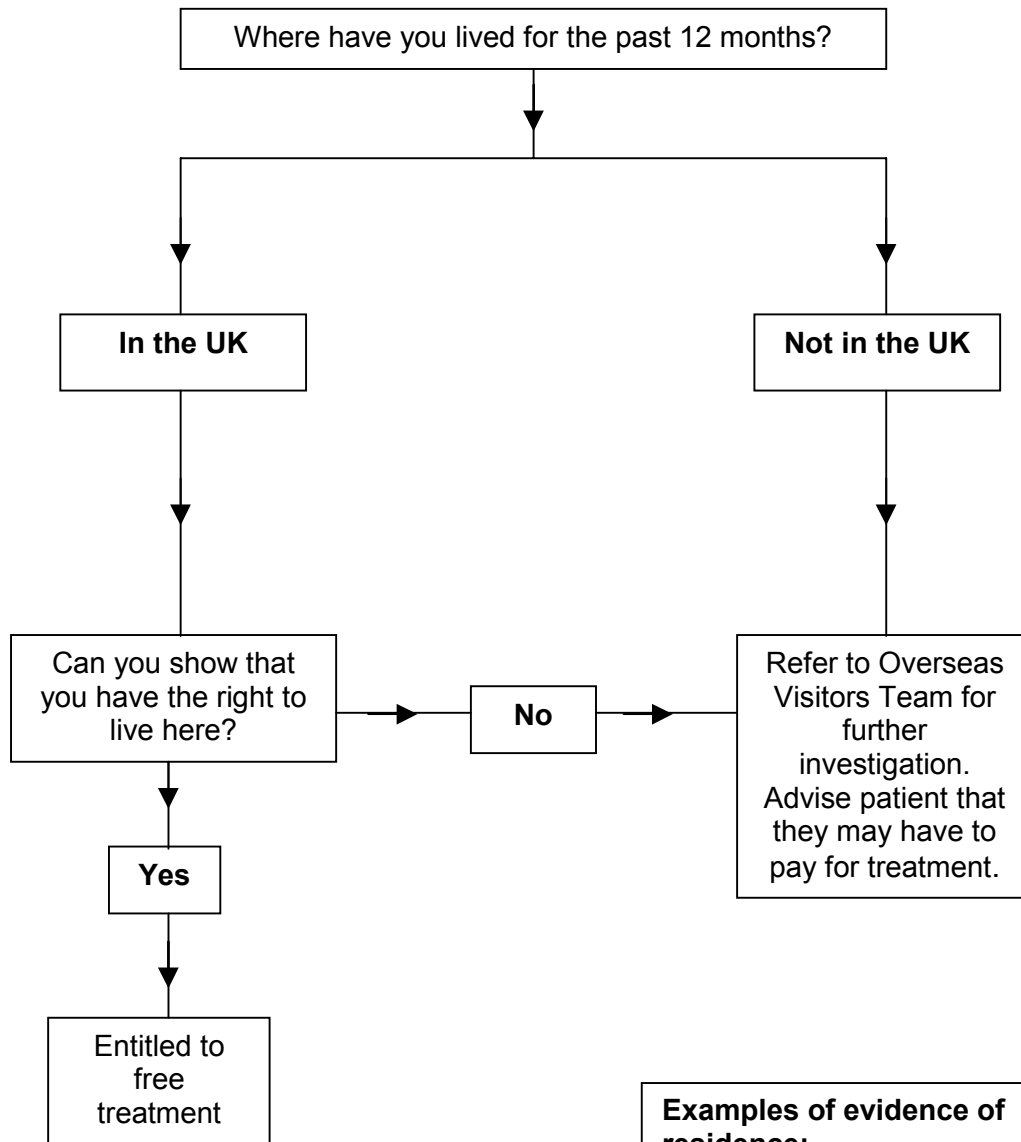 Where have you lived for the past 12 months?
In the UK
Not in the UK
Can you show that
you have the right to
live here?
No
Refer to Overseas
Visitors Team for
further
investigation.
Advise patient that
they may have to
pay for treatment.
Yes
Entitled to
free
treatment
Examples of evidence of
residence: